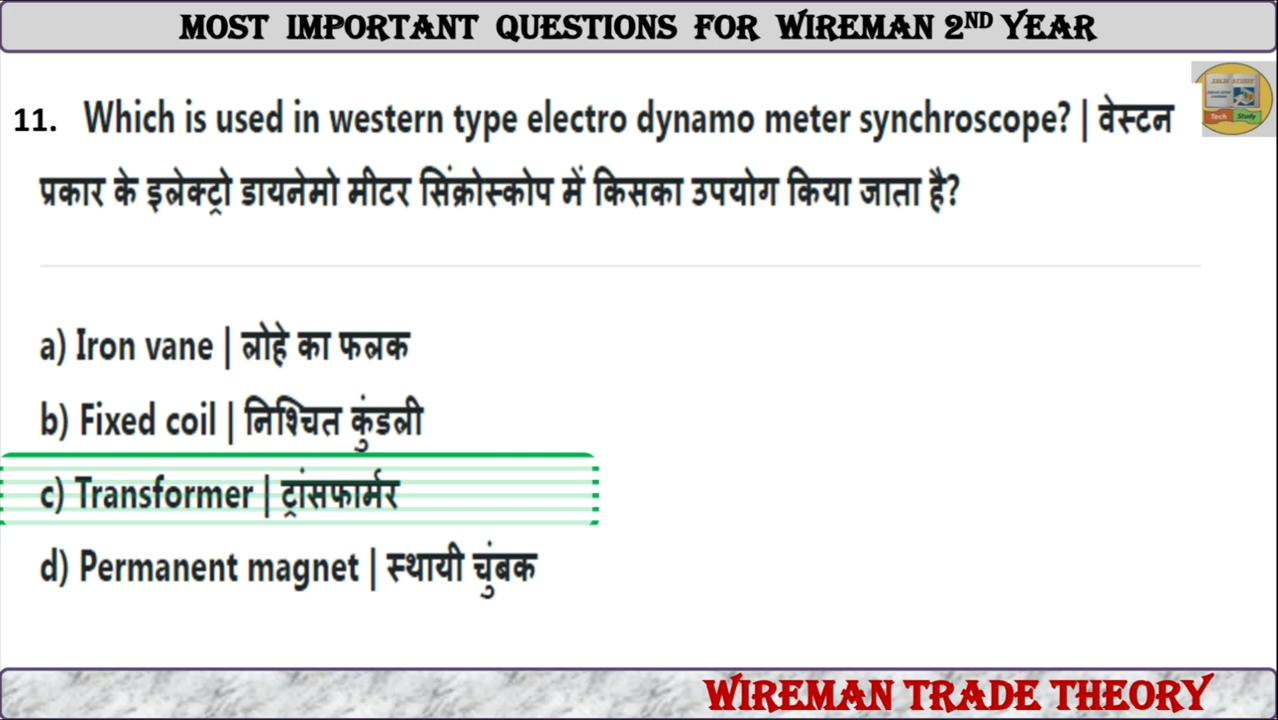 MOST IMPORTANT QUESTIONS FOR WIREMAN 2ND YEAR
11. Which is used in western type electro dynamo meter synchroscope? | वेस्टन
प्रकार के इलेक्ट्रो डायनेमो मीटर सिंक्रोस्कोप में किसका उपयोग किया जाता है?
a) Iron vane | लोहे का फलक
b) Fixed coil | निश्चित कुंडली
c) Transformer | ट्रांसफार्मर
d) Permanent magnet | स्थायी चुंबक
Tech Study
WIREMAN TRADE THEORY